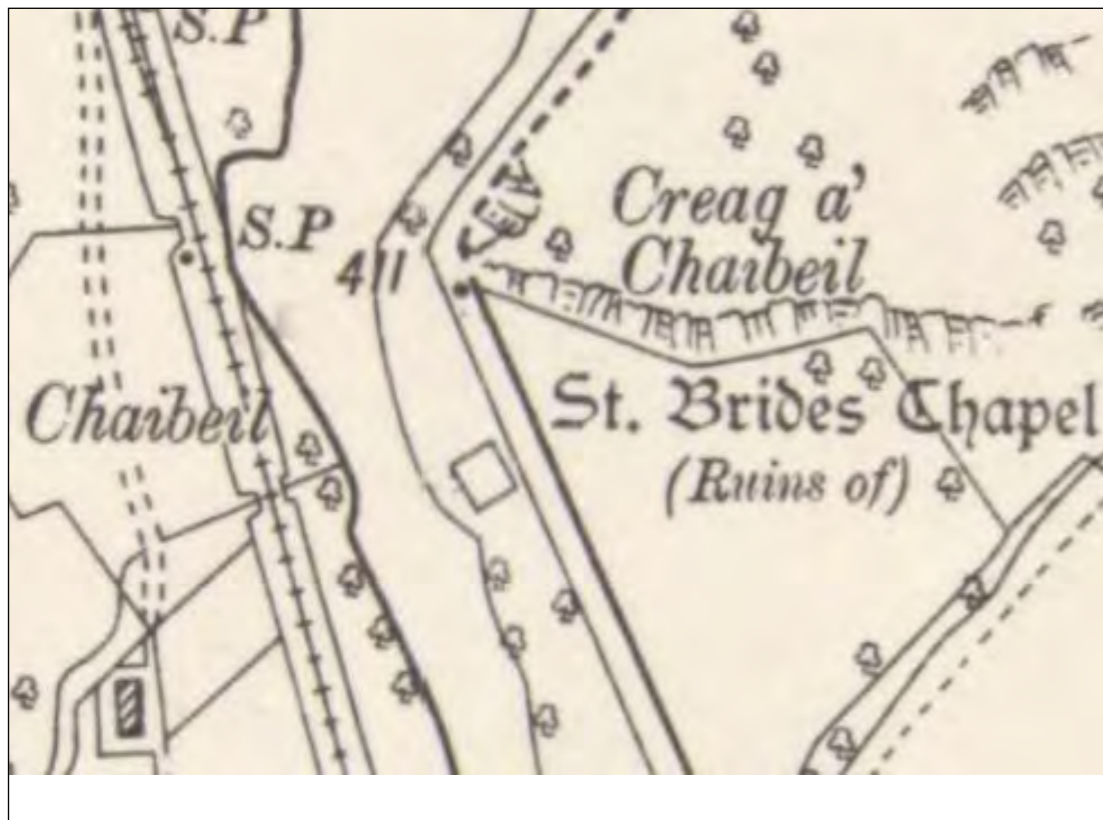 S.P
Creag a'
S.P
Chaibeil
411
Chaibeil
St. Brides Chapel
(Ruins of)